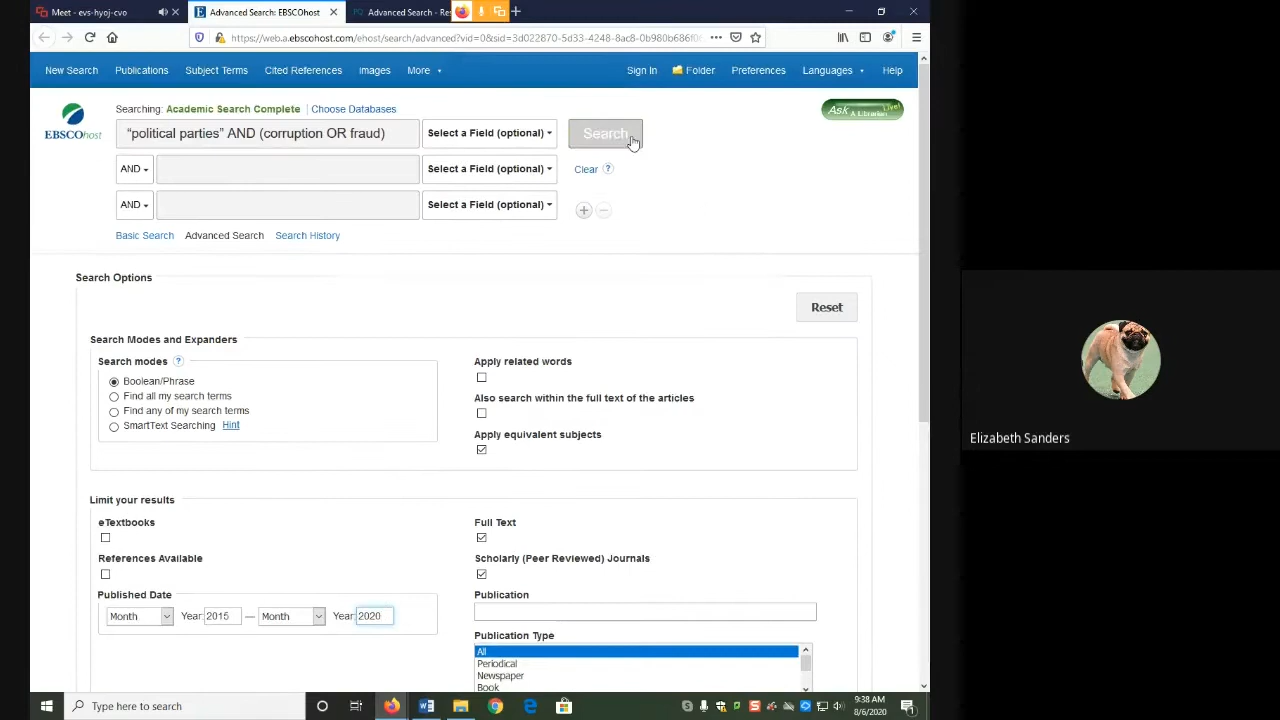 Meet - evs-hyoj-cvo
Advanced Search: EBSCOhost
Advanced Search - Re
https://web.a.ebscohost.com/ehost/search/advanced?vid=0&sid=3d022870-5d33-4248-8ac8-0b980b686f0
New Search Publications Subject Terms Cited References Images More Sign In Folder Preferences Languages Help
Searching: Academic Search Complete Choose Databases
Ask A Librarian Live!
EBSCOhost
“political parties” AND (corruption OR fraud) Select a Field (optional) Search
AND Select a Field (optional) Clear ?
AND Select a Field (optional)
Basic Search Advanced Search Search History
Search Options
Reset
Search Modes and Expanders
Search modes ?
Boolean/Phrase
Find all my search terms
Find any of my search terms
SmartText Searching Hint
Apply related words
Also search within the full text of the articles
Apply equivalent subjects
Limit your results
eTextbooks
References Available
Published Date
Month Year: 2015 — Month Year: 2020
Full Text
Scholarly (Peer Reviewed) Journals
Publication
Publication Type
All
Periodical
Newspaper
Book
Elizabeth Sanders
Type here to search
9:38 AM
8/6/2020